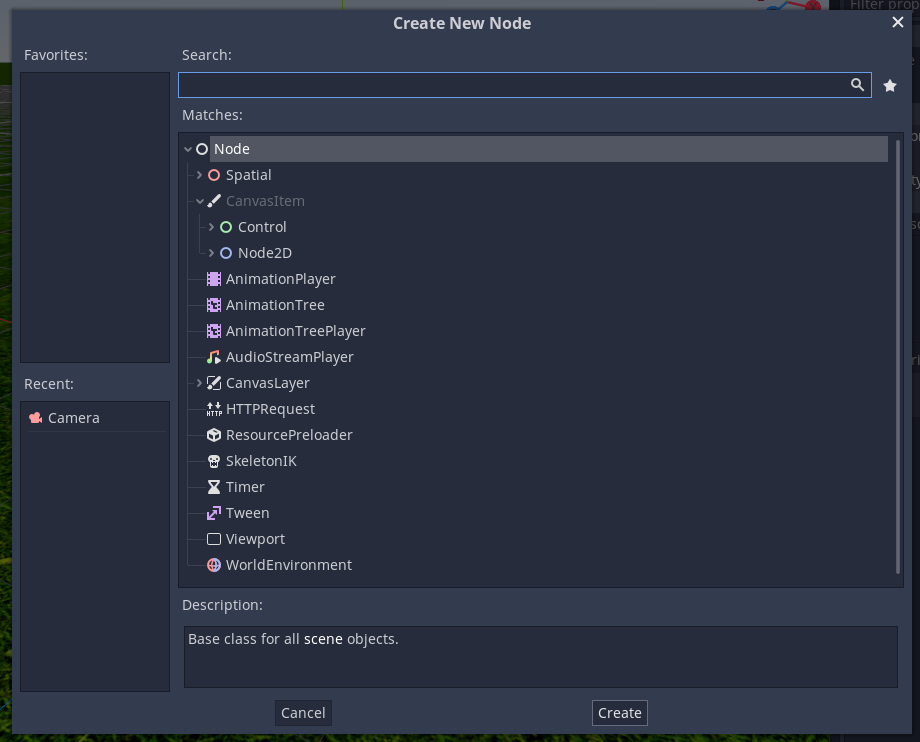 Filter prop
Create New Node
Favorites:
Search:
Matches:
Node
Spatial
CanvasItem
Control
Node2D
AnimationPlayer
AnimationTree
AnimationTreePlayer
AudioStreamPlayer
Recent:
CanvasLayer
HTTPRequest
Camera
ResourcePreloader
SkeletonIK
Timer
Tween
Viewport
WorldEnvironment
Description:
Base class for all scene objects.
Cancel
Create